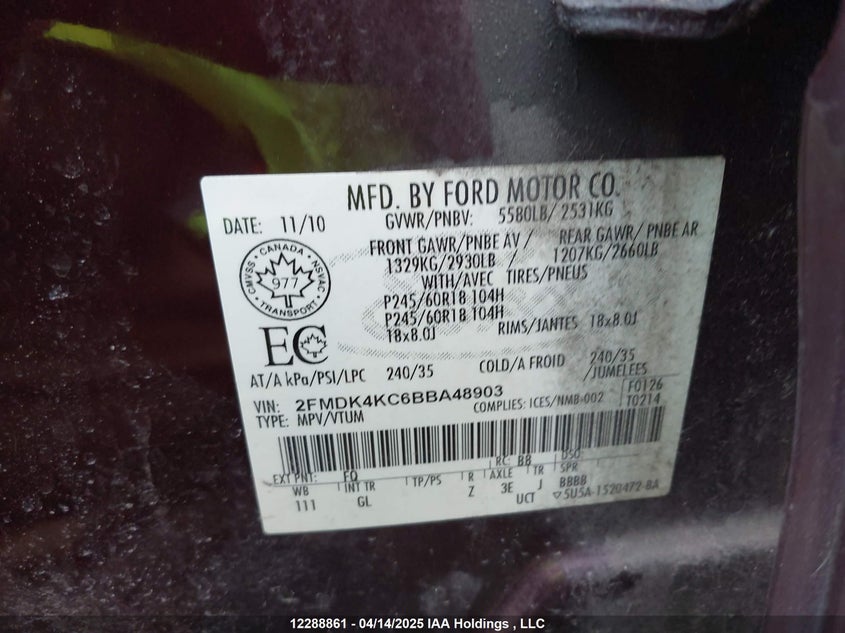 MFD. BY FORD MOTOR CO.
DATE: 11/10
GVWR/PNBV: 5580LB/ 2531KG
FRONT GAWR/PNBE AV / REAR GAWR/ PNBE AR
1329KG/2930LB / 1207KG/2660LB
WITH/AVEC TIRES/PNEUS
P245/60R18 104H
P245/60R18 104H
18x8.0J RIMS/JANTES 18x8.0J
CANADA
CMVSS NSVAC
977
TRANSPORT
EC
AT/A kPa/PSI/LPC 240/35 COLD/A FROID 240/35
/JUMELEES
VIN: 2FMDK4KC6BBA48903 F0126
TYPE: MPV/VTUM COMPLIES: ICES/NMB-002 T0214
EXT PNT: FQ RC: BB DSO
WB INT TR TP/PS R AXLE TR SPR
111 GL Z 3E J BBBB
UCT 5U5A-1520472-BA
12288861 - 04/14/2025 IAA Holdings , LLC